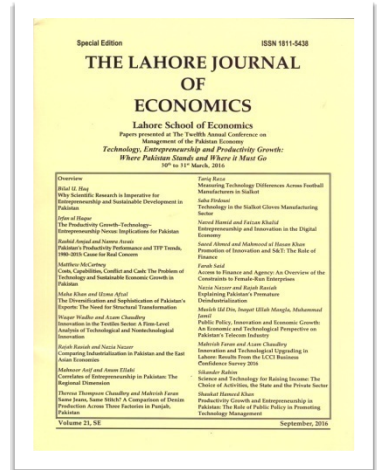 Special Edition
ISSN 1811-5438
THE LAHORE JOURNAL
OF
ECONOMICS
Lahore School of Economics
Papers presented at The Twelfth Annual Conference on
Management of the Pakistan Economy
Technology, Entrepreneurship and Productivity Growth:
Where Pakistan Stands and Where it Must Go
30th to 31st March, 2016
Overview
Bilal U. Haq
Why Scientific Research is Imperative for
Entrepreneurship and Sustainable Development in
Pakistan
Irfan ul Haque
The Productivity Growth–Technology–
Entrepreneurship Nexus: Implications for Pakistan
Rashid Amjad and Namra Awais
Pakistan's Productivity Performance and TFP Trends,
1980–2015: Cause for Real Concern
Matthew McCartney
Costs, Capabilities, Conflict and Cash: The Problem of
Technology and Sustainable Economic Growth in
Pakistan
Moha Khan and Uzma Afzal
The Diversification and Sophistication of Pakistan's
Exports: The Need for Structural Transformation
Waqar Wadho and Azam Chaudhry
Innovation in the Textiles Sector: A Firm-Level
Analysis of Technological and Nontechnological
Innovation
Rajah Rasiah and Nazia Nazeer
Comparing Industrialization in Pakistan and the East
Asian Economies
Mahnoor Asif and Amon Ellahi
Correlates of Entrepreneurship in Pakistan: The
Regional Dimension
Theresa Thompson Chaudhry and Mahvish Faran
Same Jeans, Same Stitch? A Comparison of Denim
Production Across Three Factories in Punjab,
Pakistan
Tariq Raza
Measuring Technology Differences Across Football
Manufacturers in Sialkot
Saba Firdousi
Technology in the Sialkot Gloves Manufacturing
Sector
Naved Hamid and Faizan Khalid
Entrepreneurship and Innovation in the Digital
Economy
Saeed Ahmed and Mahmood ul Hasan Khan
Promotion of Innovation and S&T: The Role of
Finance
Farah Said
Access to Finance and Agency: An Overview of the
Constraints to Female-Run Enterprises
Nazia Nazeer and Rajah Rasiah
Explaining Pakistan's Premature
Deindustrialization
Musleh Ud Din, Inayat Ullah Mangla, Muhammad
Jamil
Public Policy, Innovation and Economic Growth:
An Economic and Technological Perspective on
Pakistan's Telecom Industry
Mahvish Faran and Azam Chaudhry
Innovation and Technological Upgrading in
Lahore: Results From the LCCI Business
Confidence Survey 2016
Sikander Rahim
Science and Technology for Raising Income: The
Choice of Activities, the State and the Private Sector
Shaukat Hameed Khan
Productivity Growth and Entrepreneurship in
Pakistan: The Role of Public Policy in Promoting
Technology Management
Volume 21, SE
September, 2016